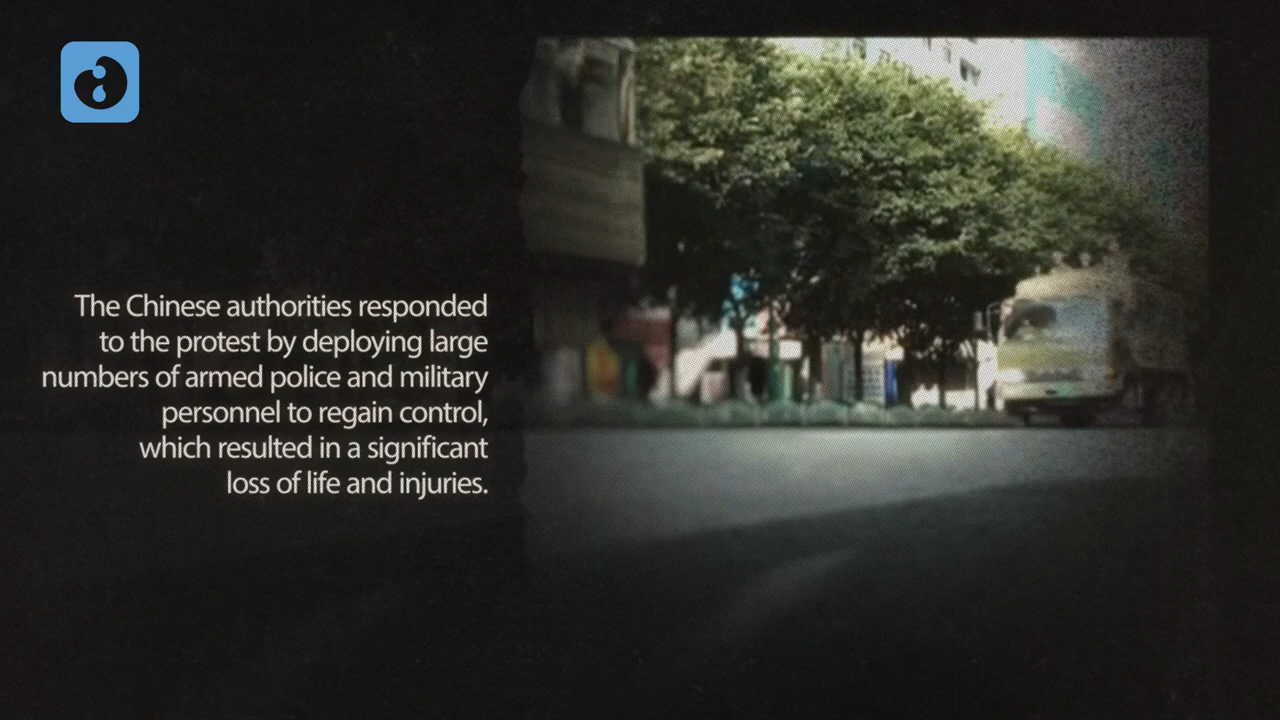 The Chinese authorities responded
to the protest by deploying large
numbers of armed police and military
personnel to regain control,
which resulted in a significant
loss of life and injuries.